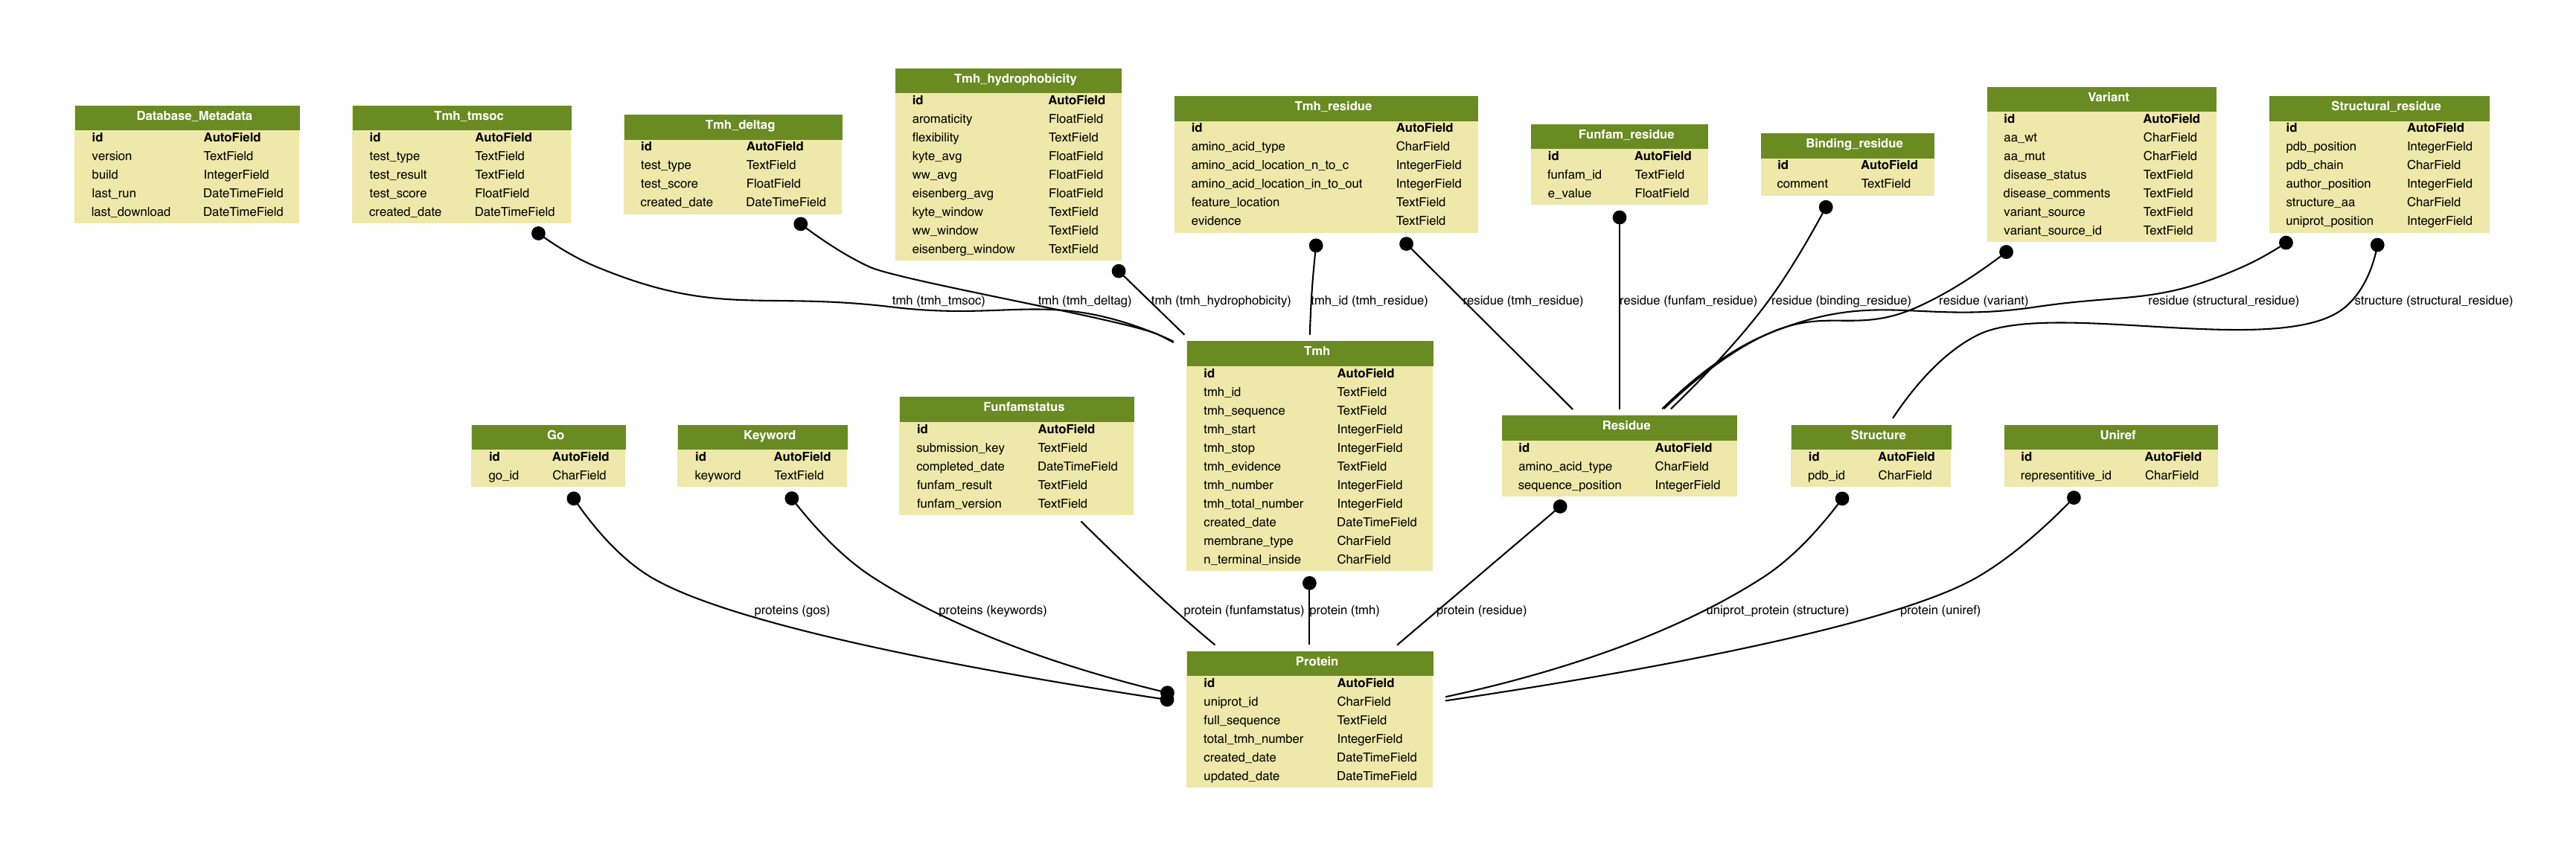 Database_Metadata
id AutoField
version TextField
build IntegerField
last_run DateTimeField
last_download DateTimeField
Tmh_tmsoc
id AutoField
test_type TextField
test_result TextField
test_score FloatField
created_date DateTimeField
Tmh_deltag
id AutoField
test_type TextField
test_score FloatField
created_date DateTimeField
Tmh_hydrophobicity
id AutoField
aromaticity FloatField
flexibility TextField
kyte_avg FloatField
ww_avg FloatField
eisenberg_avg FloatField
kyte_window TextField
ww_window TextField
eisenberg_window TextField
Tmh_residue
id AutoField
amino_acid_type CharField
amino_acid_location_n_to_c IntegerField
amino_acid_location_in_to_out IntegerField
feature_location TextField
evidence TextField
Funfam_residue
id AutoField
funfam_id TextField
e_value FloatField
Binding_residue
id AutoField
comment TextField
Variant
id AutoField
aa_wt CharField
aa_mut CharField
disease_status TextField
disease_comments TextField
variant_source TextField
variant_source_id TextField
Structural_residue
id AutoField
pdb_position IntegerField
pdb_chain CharField
author_position IntegerField
structure_aa CharField
uniprot_position IntegerField
tmh (tmh_tmsoc)
tmh (tmh_deltag)
tmh (tmh_hydrophobicity)
tmh_id (tmh_residue)
residue (tmh_residue)
residue (funfam_residue)
residue (binding_residue)
residue (variant)
residue (structural_residue)
structure (structural_residue)
Go
id AutoField
go_id CharField
Keyword
id AutoField
keyword TextField
Funfamstatus
id AutoField
submission_key TextField
completed_date DateTimeField
funfam_result TextField
funfam_version TextField
Tmh
id AutoField
tmh_id TextField
tmh_sequence TextField
tmh_start IntegerField
tmh_stop IntegerField
tmh_evidence TextField
tmh_number IntegerField
tmh_total_number IntegerField
created_date DateTimeField
membrane_type CharField
n_terminal_inside CharField
Residue
id AutoField
amino_acid_type CharField
sequence_position IntegerField
Structure
id AutoField
pdb_id CharField
Uniref
id AutoField
representitive_id CharField
proteins (gos)
proteins (keywords)
protein (funfamstatus)
protein (tmh)
protein (residue)
uniprot_protein (structure)
protein (uniref)
Protein
id AutoField
uniprot_id CharField
full_sequence TextField
total_tmh_number IntegerField
created_date DateTimeField
updated_date DateTimeField